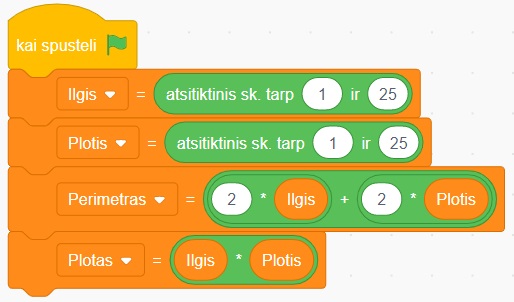 kai spusteli
Ilgis = atsitiktinis sk. tarp 1 ir 25
Plotis = atsitiktinis sk. tarp 1 ir 25
Perimetras = 2 * Ilgis + 2 * Plotis
Plotas = Ilgis * Plotis